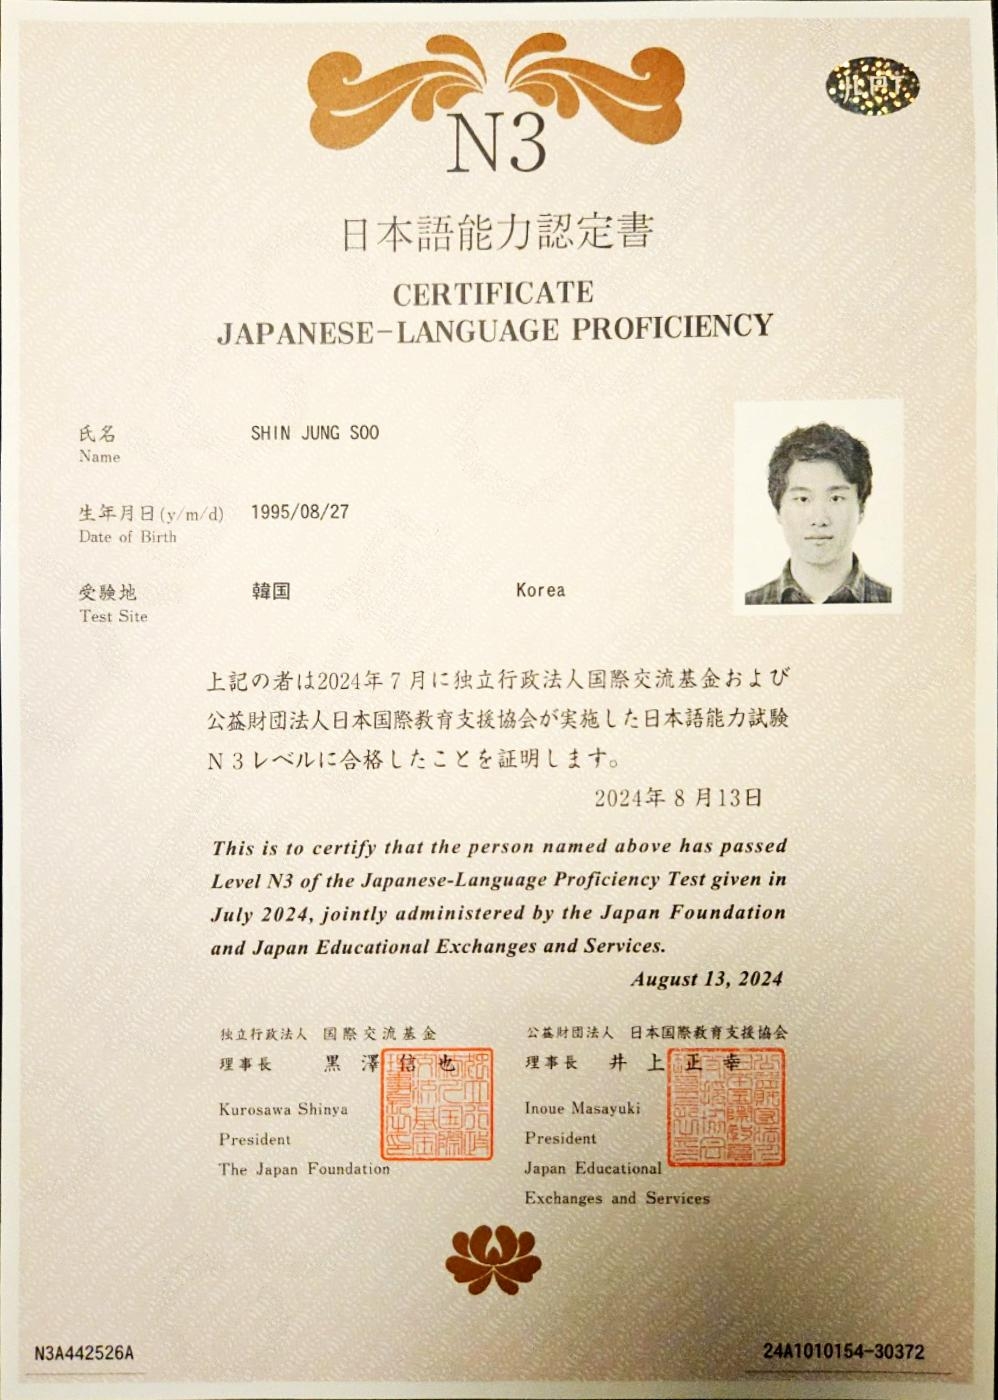 JLPT
N3
日本語能力認定書
CERTIFICATE
JAPANESE-LANGUAGE PROFICIENCY
氏名 SHIN JUNG SOO
Name
生年月日(y/m/d) 1995/08/27
Date of Birth
受験地 韓国 Korea
Test Site
上記の者は2024年7月に独立行政法人国際交流基金および
公益財団法人日本国際教育支援協会が実施した日本語能力試験
N3レベルに合格したことを証明します。
2024年8月13日
This is to certify that the person named above has passed
Level N3 of the Japanese-Language Proficiency Test given in
July 2024, jointly administered by the Japan Foundation
and Japan Educational Exchanges and Services.
August 13, 2024
独立行政法人 国際交流基金
理事長 黒澤信也
Kurosawa Shinya
President
The Japan Foundation
公益財団法人 日本国際教育支援協会
理事長 井上正幸
Inoue Masayuki
President
Japan Educational
Exchanges and Services
N3A442526A
24A1010154-30372